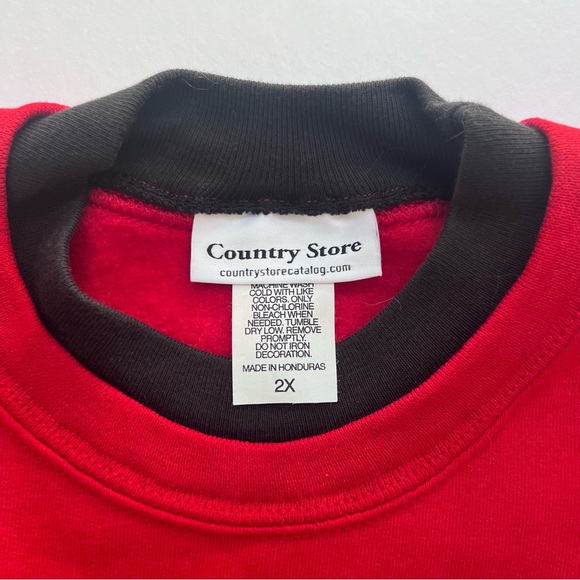 Country Store
countrystorecatalog.com
MACHINE WASH
COLD WITH LIKE
COLORS. ONLY
NON-CHLORINE
BLEACH WHEN
NEEDED. TUMBLE
DRY LOW. REMOVE
PROMPTLY.
DO NOT IRON
DECORATION.
MADE IN HONDURAS
2X